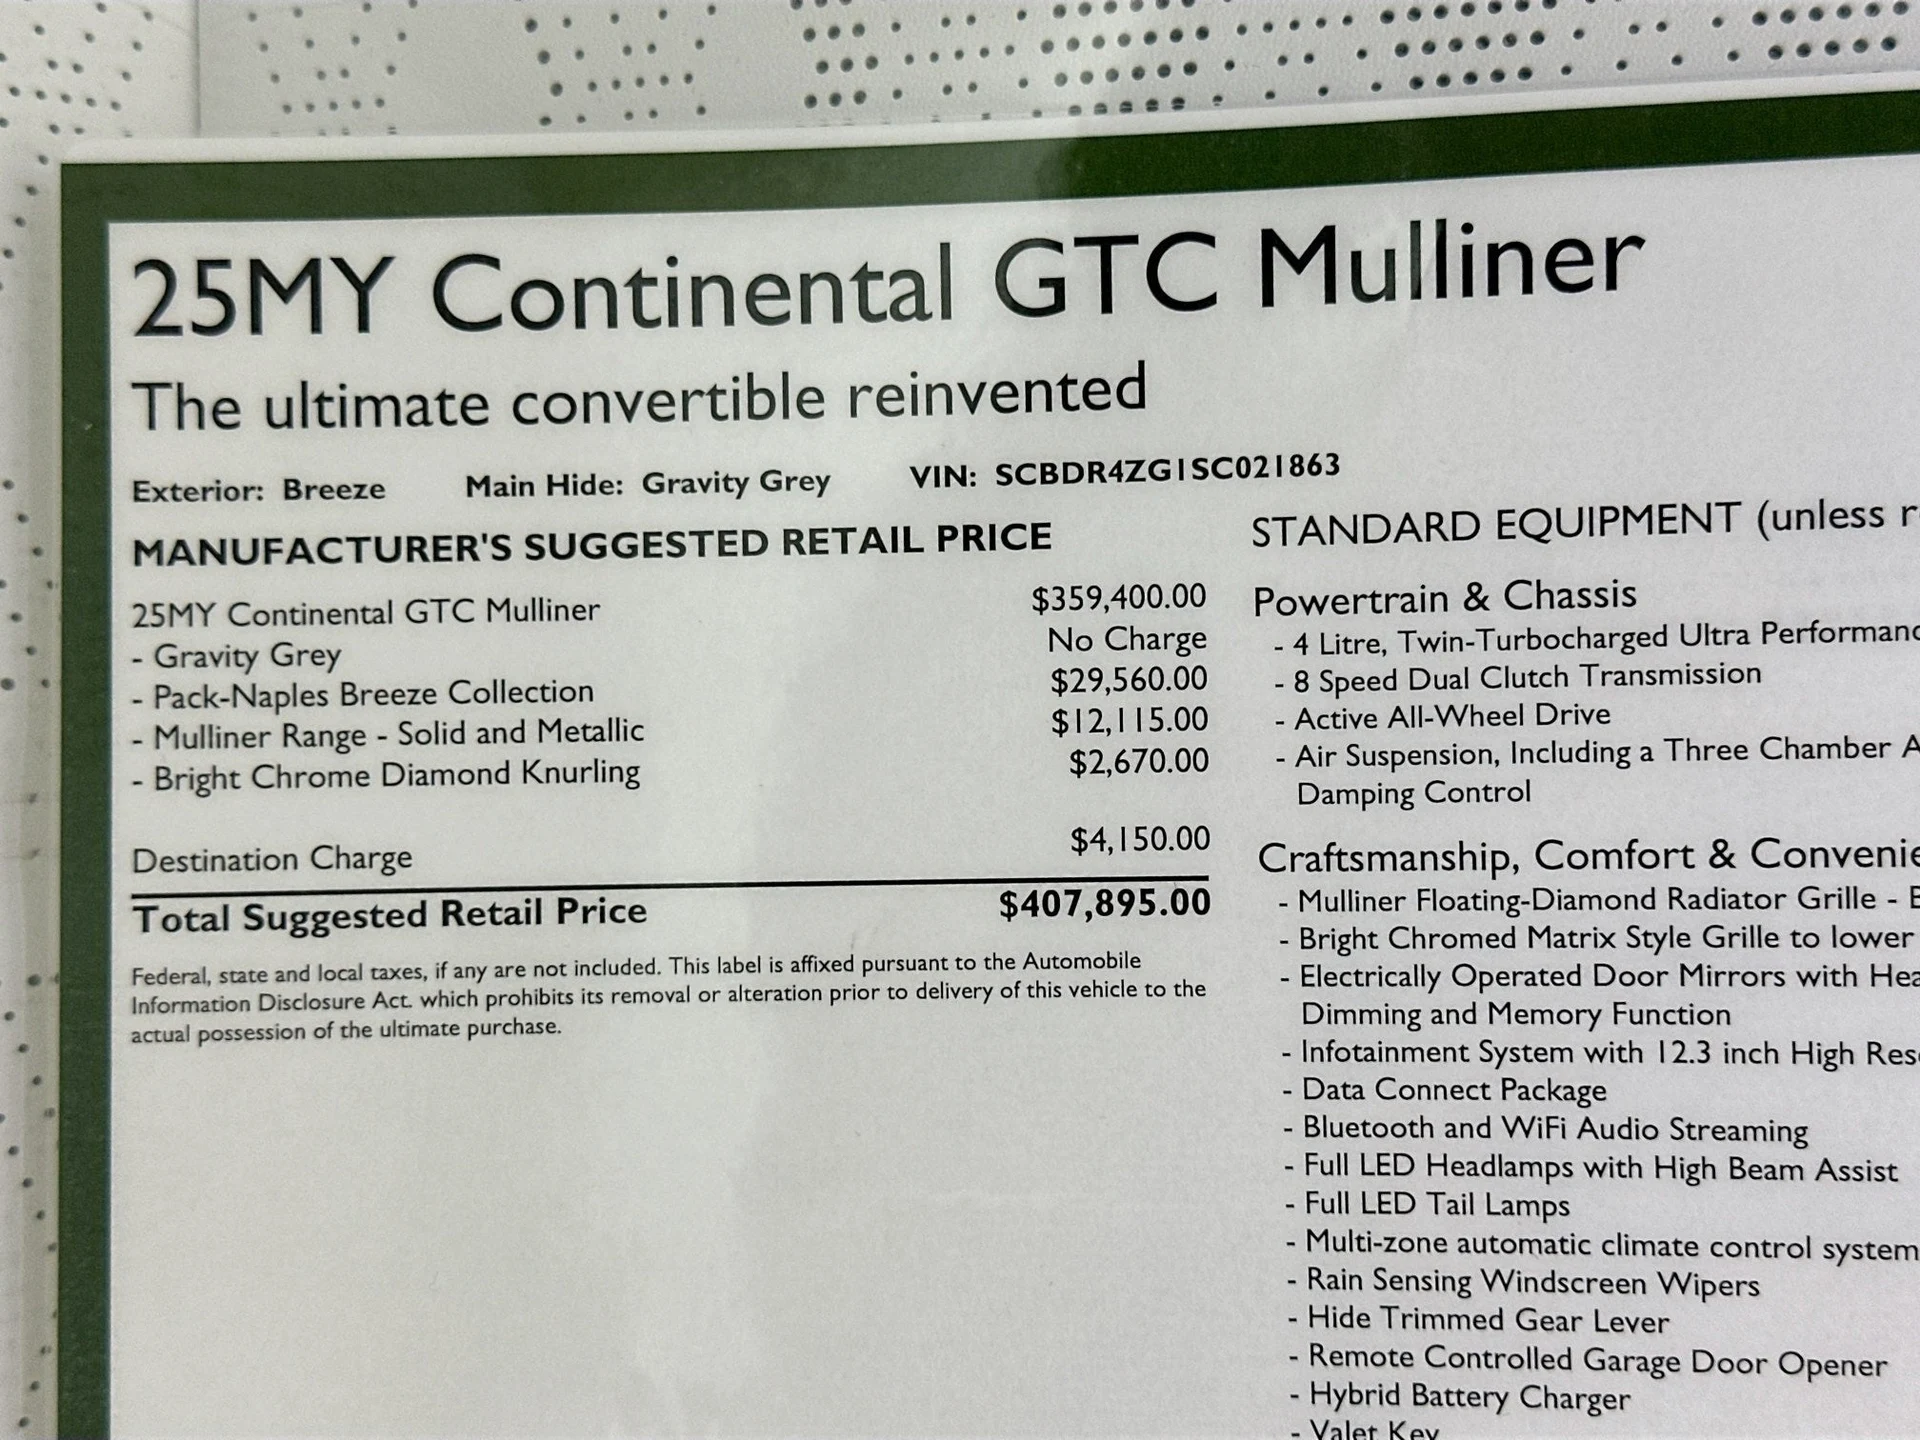 25MY Continental GTC Mulliner
The ultimate convertible reinvented
Exterior: Breeze Main Hide: Gravity Grey VIN: SCBDR4ZG1SC021863
MANUFACTURER'S SUGGESTED RETAIL PRICE
25MY Continental GTC Mulliner $359,400.00
- Gravity Grey No Charge
- Pack-Naples Breeze Collection $29,560.00
- Mulliner Range - Solid and Metallic $12,115.00
- Bright Chrome Diamond Knurling $2,670.00
Destination Charge $4,150.00
Total Suggested Retail Price $407,895.00
Federal, state and local taxes, if any are not included. This label is affixed pursuant to the Automobile
Information Disclosure Act. which prohibits its removal or alteration prior to delivery of this vehicle to the
actual possession of the ultimate purchase.
STANDARD EQUIPMENT (unless
Powertrain & Chassis
- 4 Litre, Twin-Turbocharged Ultra
- 8 Speed Dual Clutch Transmission
- Active All-Wheel Drive
- Air Suspension, Including a Three Chamber
Damping Control
Craftsmanship, Comfort &
- Mulliner Floating-Diamond Radiator Grille -
- Bright Chromed Matrix Style Grille to lower
- Electrically Operated Door Mirrors with
Dimming and Memory Function
- Infotainment System with 12.3 inch High
- Data Connect Package
- Bluetooth and WiFi Audio Streaming
- Full LED Headlamps with High Beam Assist
- Full LED Tail Lamps
- Multi-zone automatic climate control system
- Rain Sensing Windscreen Wipers
- Hide Trimmed Gear Lever
- Remote Controlled Garage Door Opener
- Hybrid Battery Charger
- Valet Key